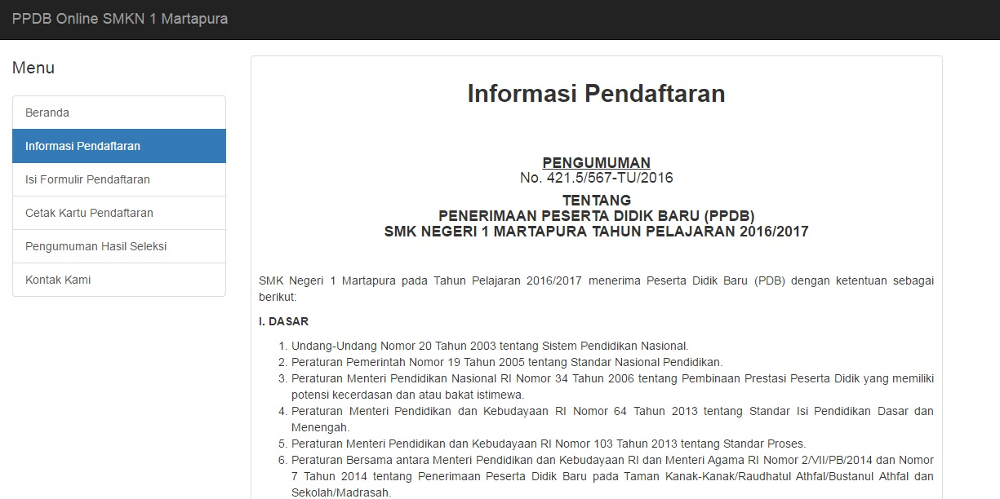 PPDB Online SMKN 1 Martapura
Menu
Beranda
Informasi Pendaftaran
Isi Formulir Pendaftaran
Cetak Kartu Pendaftaran
Pengumuman Hasil Seleksi
Kontak Kami
Informasi Pendaftaran
PENGUMUMAN
No. 421.5/567-TU/2016
TENTANG
PENERIMAAN PESERTA DIDIK BARU (PPDB)
SMK NEGERI 1 MARTAPURA TAHUN PELAJARAN 2016/2017
SMK Negeri 1 Martapura pada Tahun Pelajaran 2016/2017 menerima Peserta Didik Baru (PDB) dengan ketentuan sebagai
berikut:
I. DASAR
1. Undang-Undang Nomor 20 Tahun 2003 tentang Sistem Pendidikan Nasional.
2. Peraturan Pemerintah Nomor 19 Tahun 2005 tentang Standar Nasional Pendidikan.
3. Peraturan Menteri Pendidikan Nasional RI Nomor 34 Tahun 2006 tentang Pembinaan Prestasi Peserta Didik yang memiliki
potensi kecerdasan dan atau bakat istimewa.
4. Peraturan Menteri Pendidikan dan Kebudayaan RI Nomor 64 Tahun 2013 tentang Standar Isi Pendidikan Dasar dan
Menengah.
5. Peraturan Menteri Pendidikan dan Kebudayaan RI Nomor 103 Tahun 2013 tentang Standar Proses.
6. Peraturan Bersama antara Menteri Pendidikan dan Kebudayaan RI dan Menteri Agama RI Nomor 2/VII/PB/2014 dan Nomor
7 Tahun 2014 tentang Penerimaan Peserta Didik Baru pada Taman Kanak-Kanak/Raudhatul Athfal/Bustanul Athfal dan
Sekolah/Madrasah.